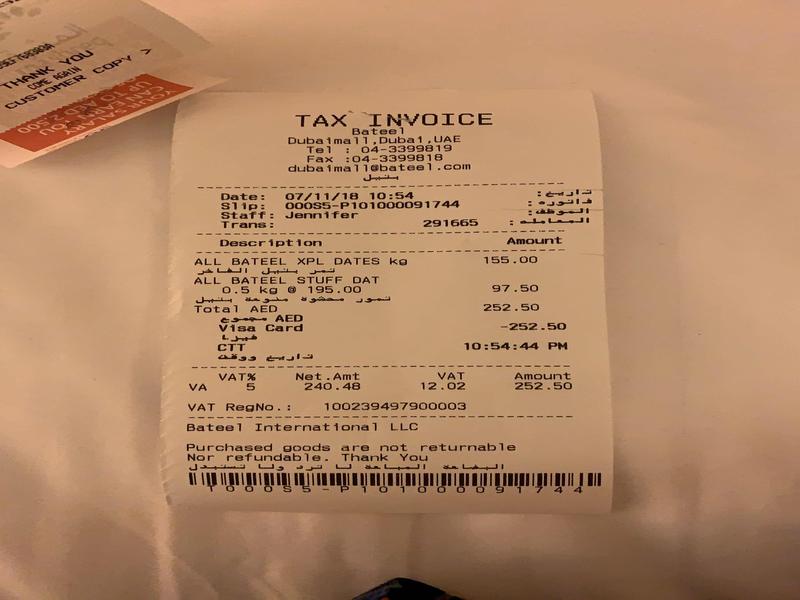 THANK YOU
COME AGAIN
CUSTOMER COPY >
TAX INVOICE
Bateel
Dubaimall,Dubai,UAE
Tel : 04-3399819
Fax :04-3399818
dubaimall@bateel.com
بتيل
Date: 07/11/18 10:54 تاريخ :
Slip: 000S5-P101000091744 فاتوره :
Staff: Jennifer الموظف :
Trans: 291665 المعامله :
Description Amount
ALL BATEEL XPL DATES kg 155.00
تمر بتيل الفاخر
ALL BATEEL STUFF DAT
0.5 kg @ 195.00 97.50
تمور محشوة منوعة بتيل
Total AED 252.50
مجموع AED
Visa Card -252.50
فيزا
CTT 10:54:44 PM
تاريخ ووقت
VAT% Net.Amt VAT Amount
VA 5 240.48 12.02 252.50
VAT RegNo.: 100239497900003
Bateel International LLC
Purchased goods are not returnable
Nor refundable. Thank You
البضاعة المباعة لا ترد ولا تستبدل
T000S5-P101000091744